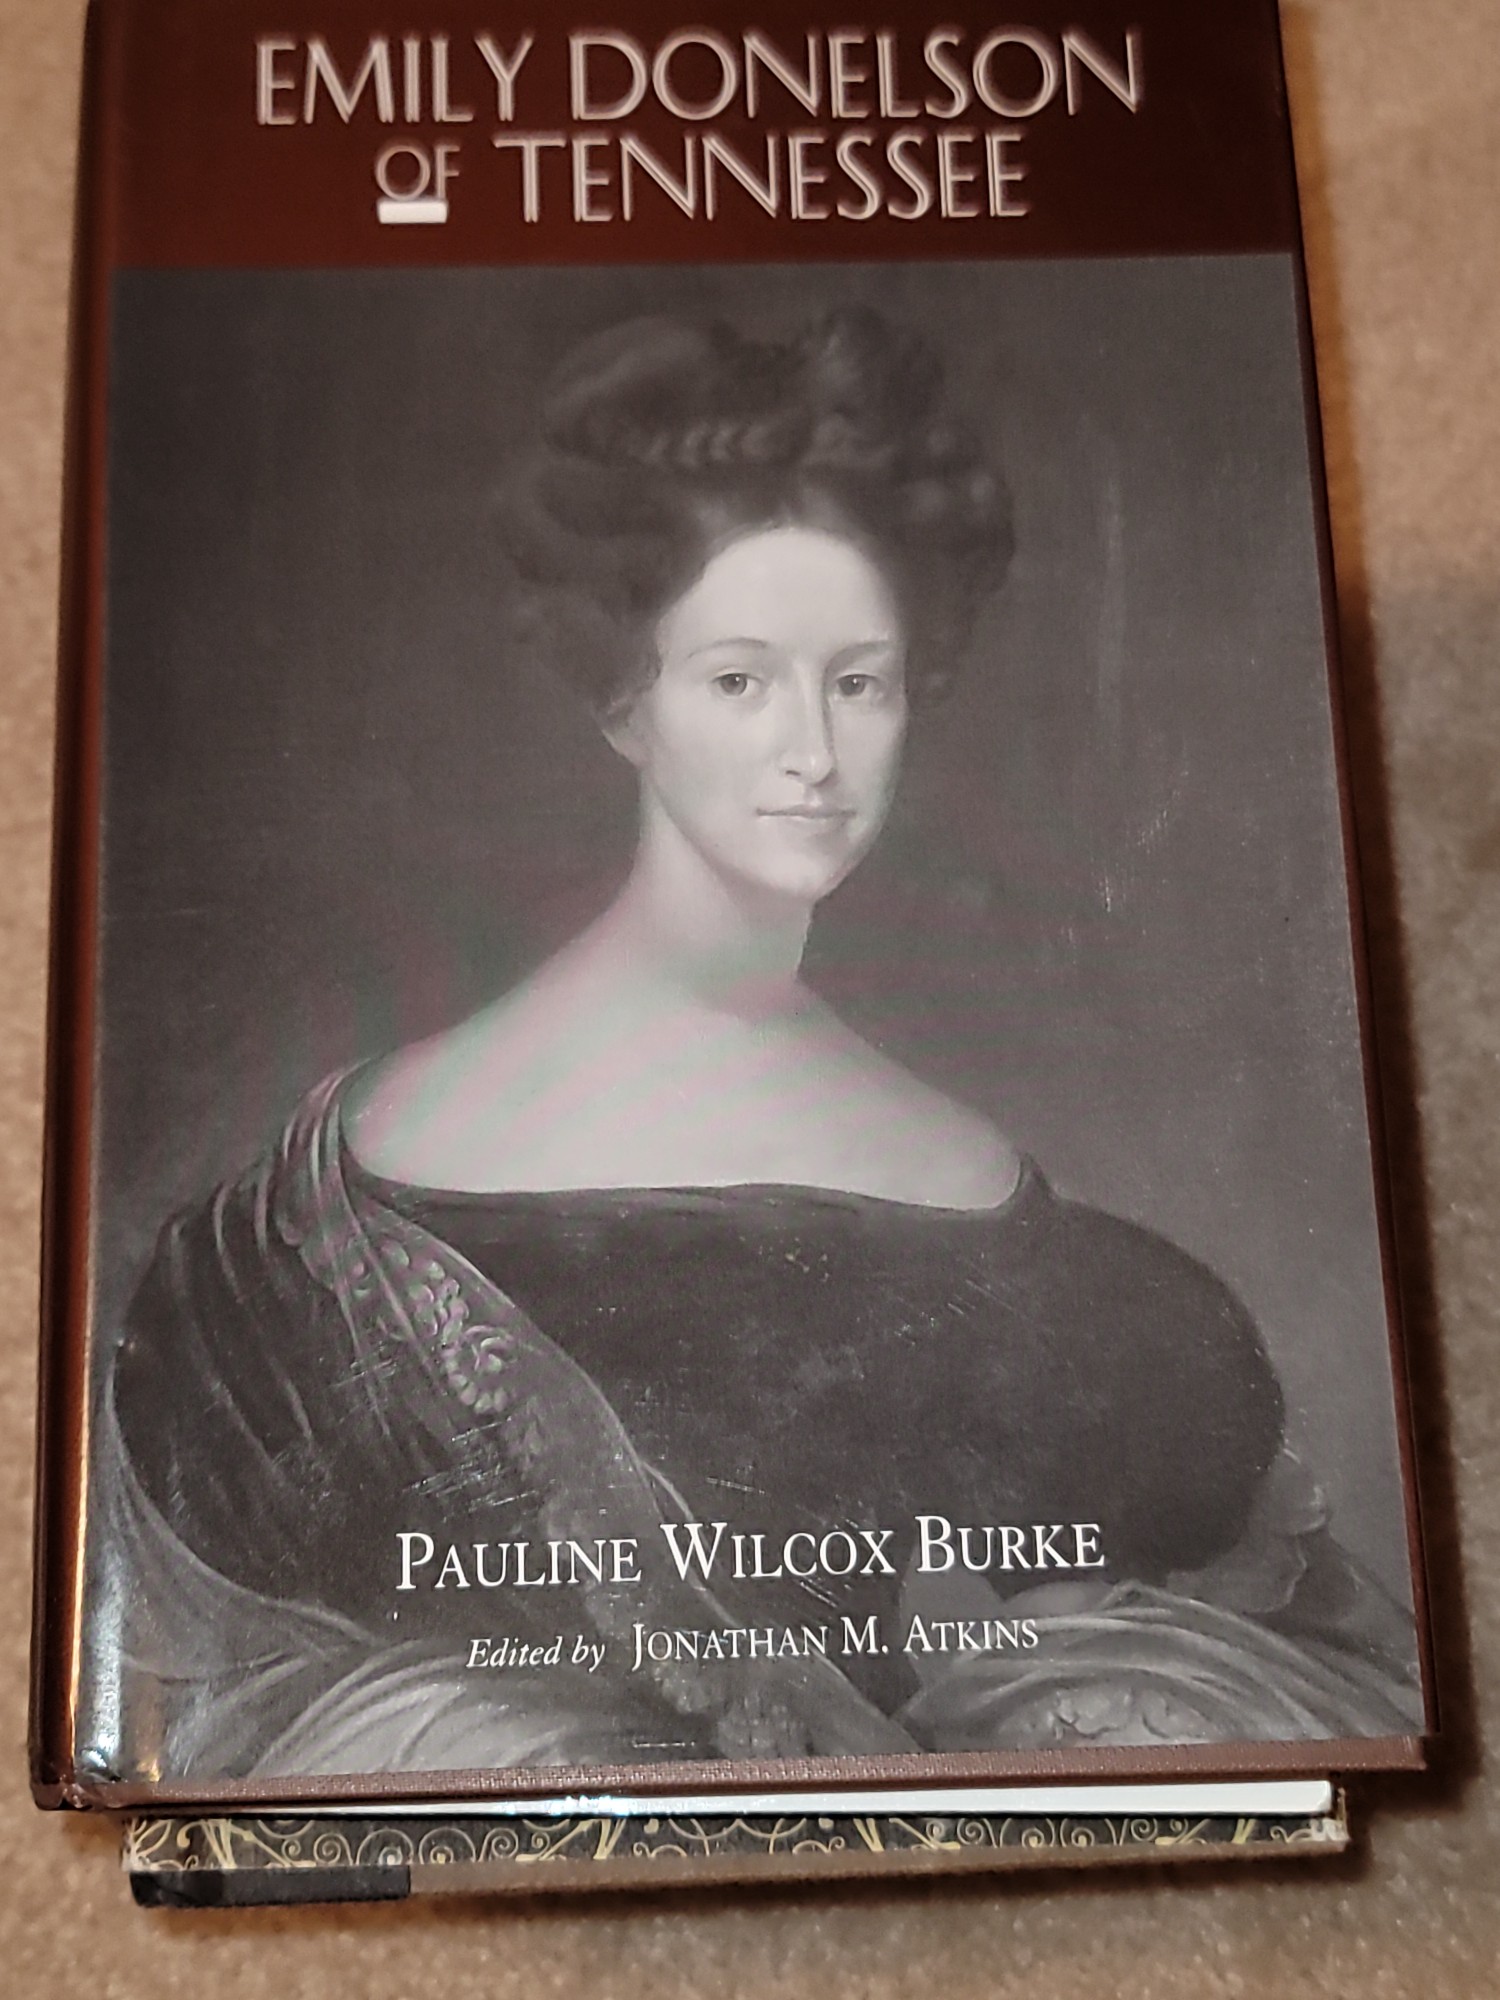 EMILY DONELSON
OF TENNESSEE
PAULINE WILCOX BURKE
Edited by JONATHAN M. ATKINS